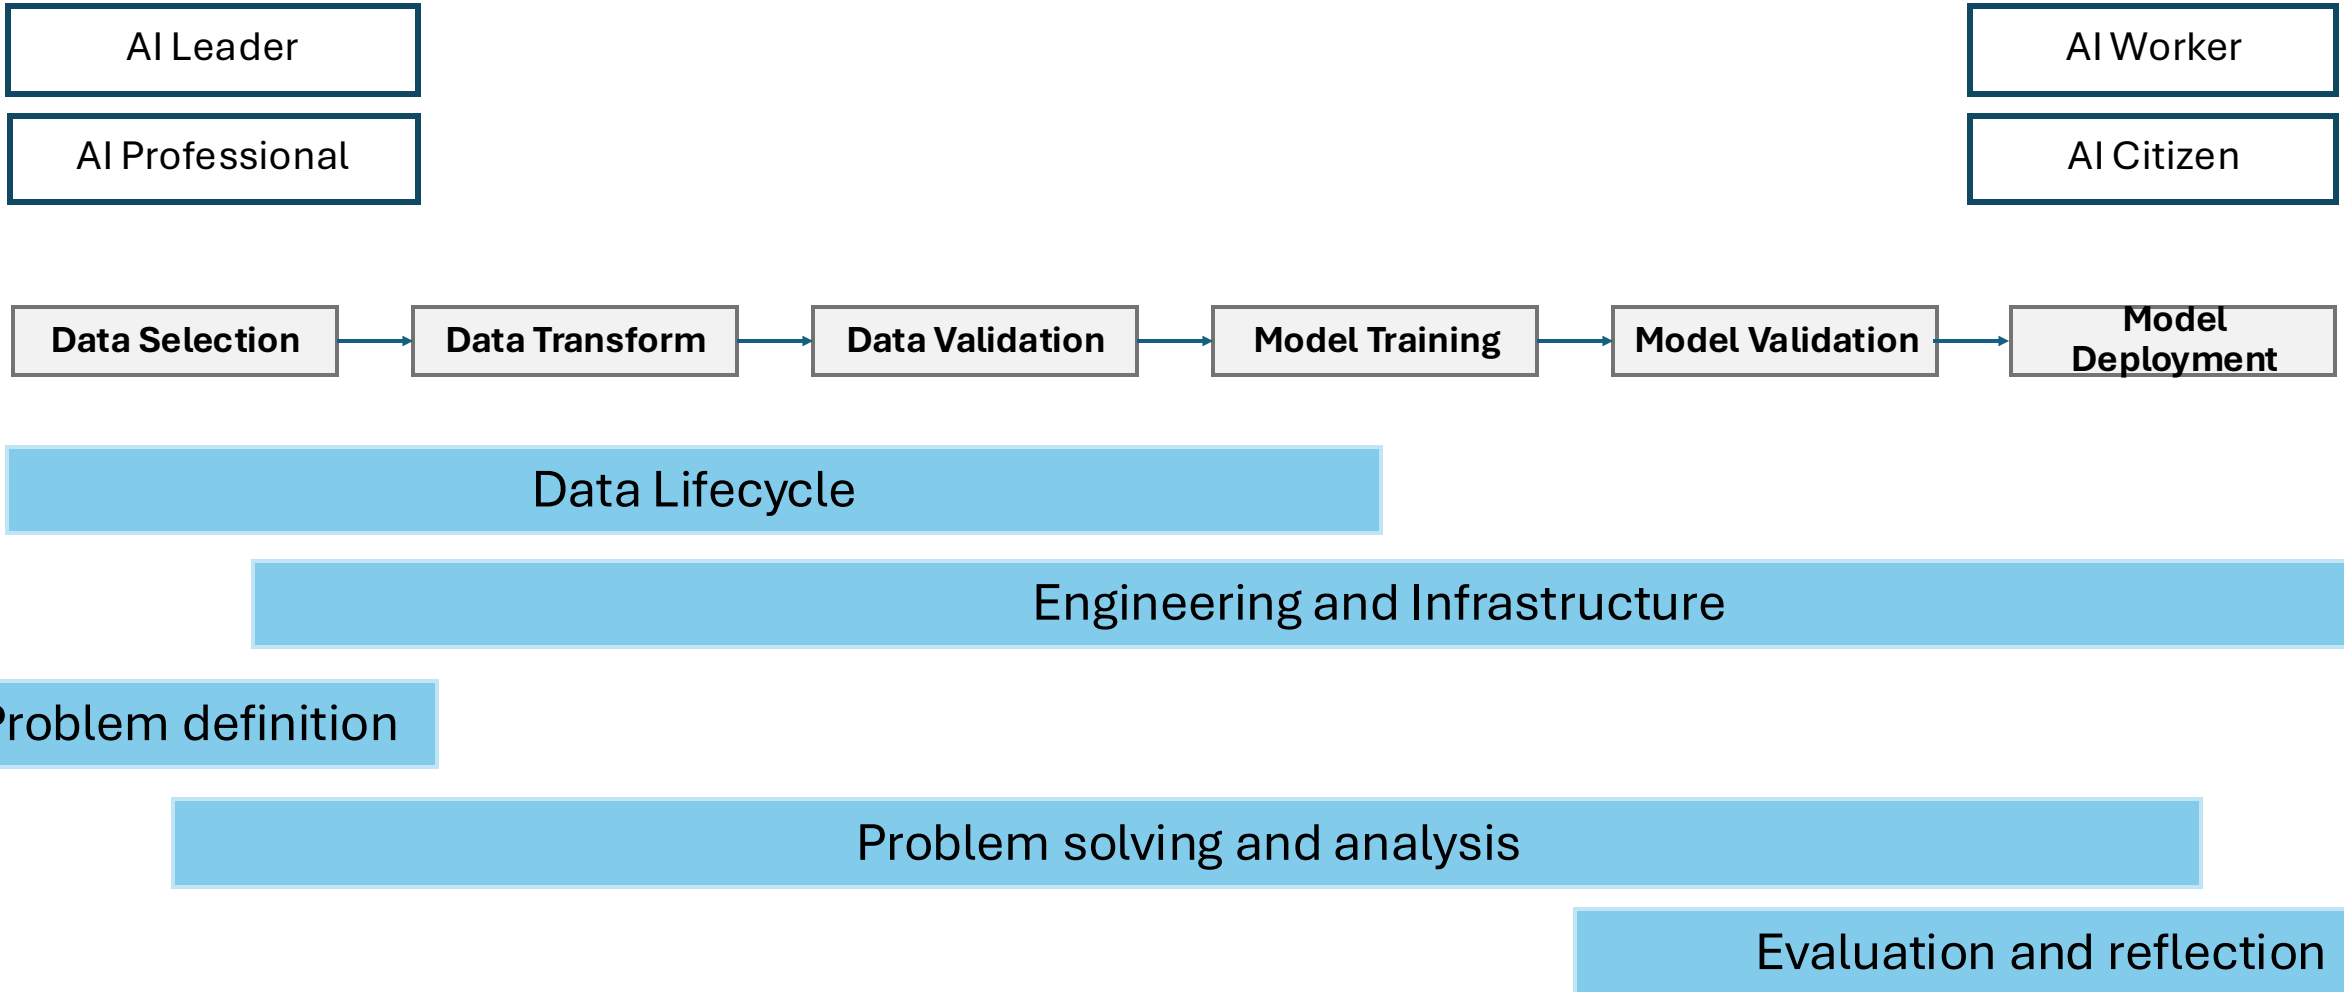 AI Leader
AI Worker
AI Professional
AI Citizen
Data Selection
Data Transform
Data Validation
Model Training
Model Validation
Model
Deployment
Data Lifecycle
Engineering and Infrastructure
Problem definition
Problem solving and analysis
Evaluation and reflection